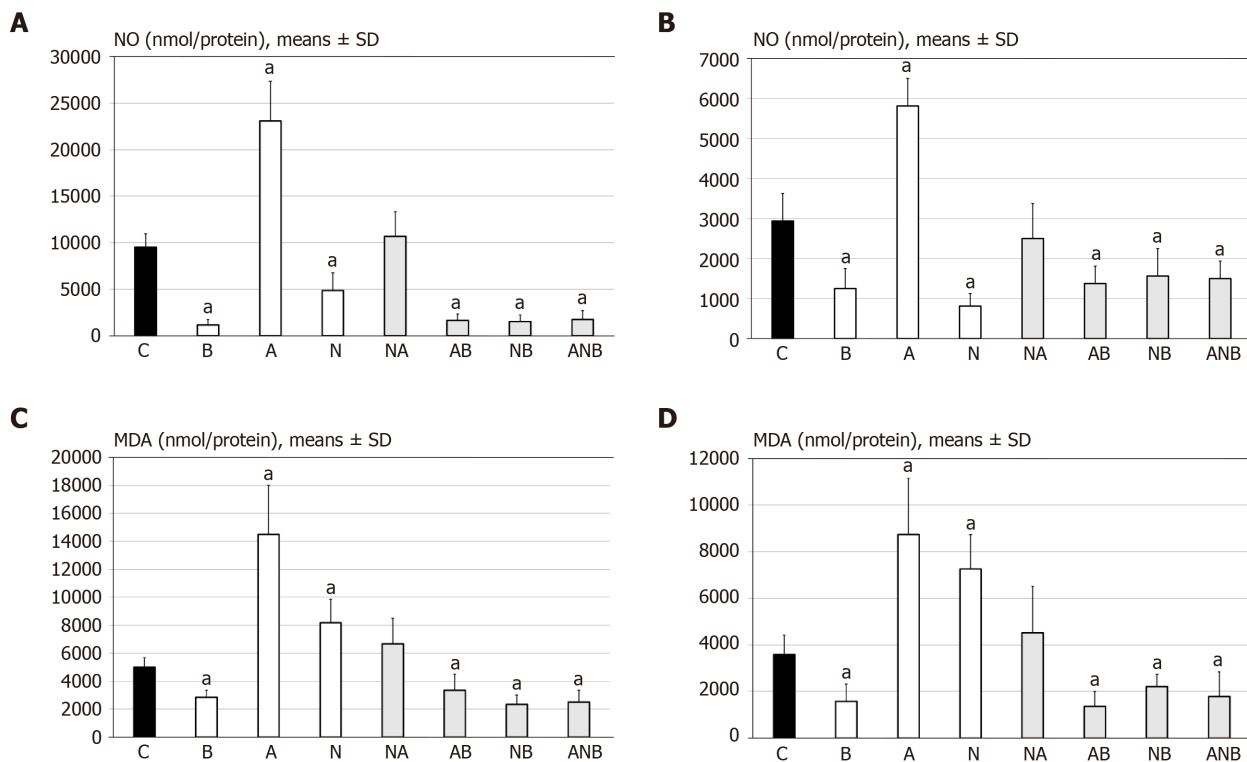 A
NO (nmol/protein), means ± SD
30000
25000
20000
15000
10000
5000
0
a
a
a
a
a
a
C B A N NA AB NB ANB
B
NO (nmol/protein), means ± SD
7000
6000
5000
4000
3000
2000
1000
0
a
a
a
a
a
a
C B A N NA AB NB ANB
C
MDA (nmol/protein), means ± SD
20000
18000
16000
14000
12000
10000
8000
6000
4000
2000
0
a
a
a
a
a
a
C B A N NA AB NB ANB
D
MDA (nmol/protein), means ± SD
12000
10000
8000
6000
4000
2000
0
a
a
a
a
a
a
C B A N NA AB NB ANB